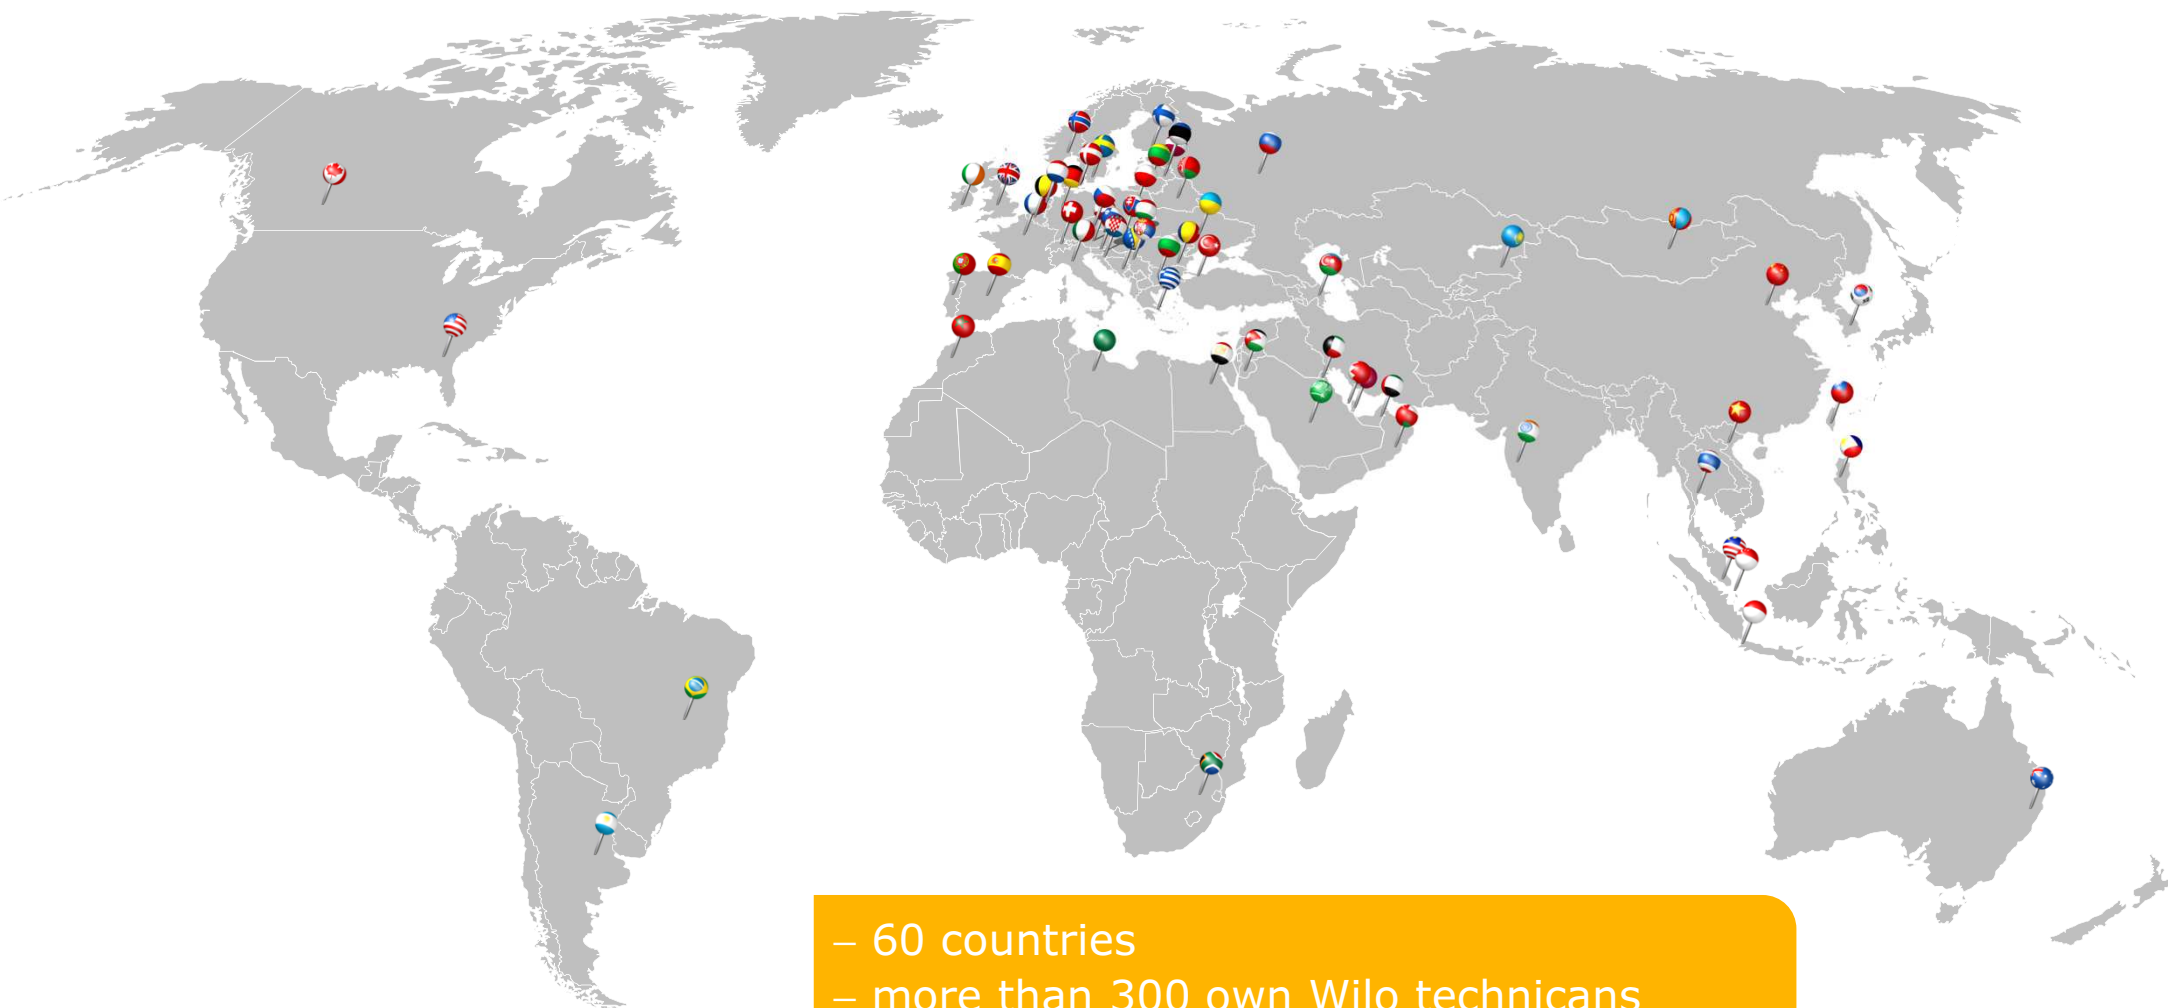 – 60 countries
– more than 300 own Wilo technicans